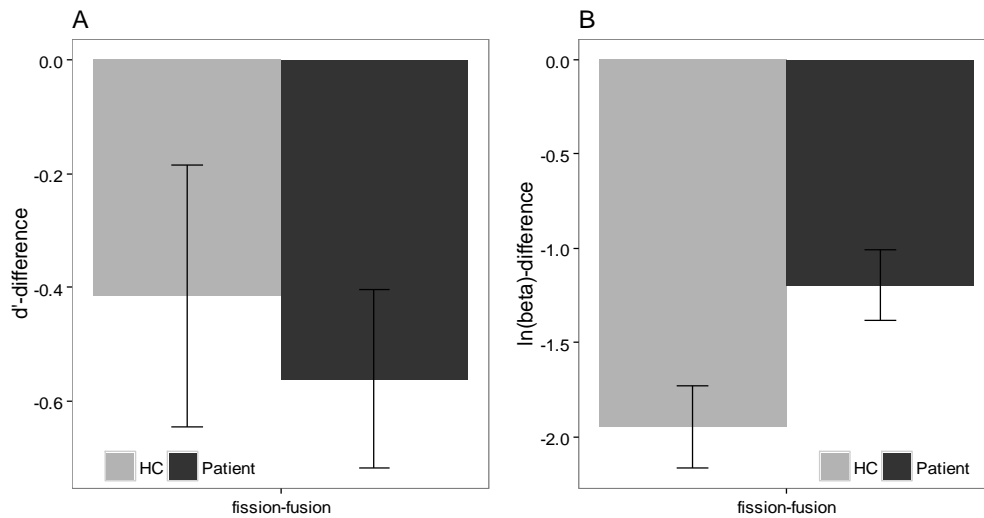 A
d'-difference
0.0
-0.2
-0.4
-0.6
HC Patient
fission-fusion
B
ln(beta)-difference
0.0
-0.5
-1.0
-1.5
-2.0
HC Patient
fission-fusion